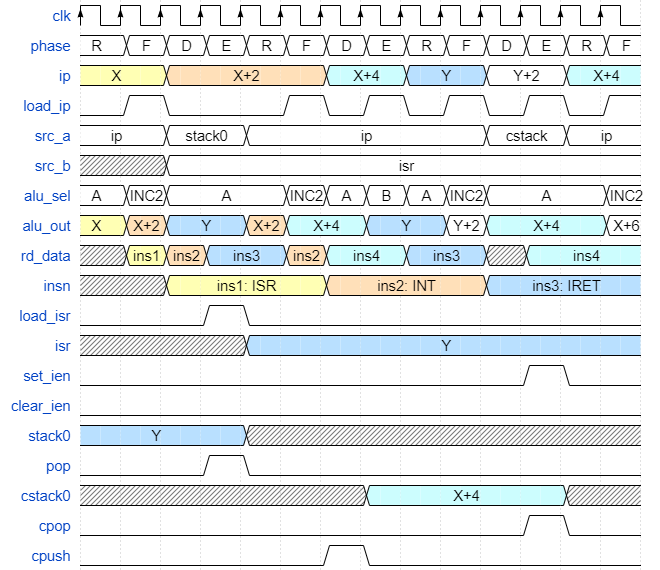 clk
phase R F D E R F D E R F D E R F
ip X X+2 X+4 Y Y+2 X+4
load_ip
src_a ip stack0 ip cstack ip
src_b isr
alu_sel A INC2 A INC2 A B A INC2 A INC2
alu_out X X+2 Y X+2 X+4 Y Y+2 X+4 X+6
rd_data ins1 ins2 ins3 ins2 ins4 ins3 ins4
insn ins1: ISR ins2: INT ins3: IRET
load_isr
isr Y
set_ien
clear_ien
stack0 Y
pop
cstack0 X+4
cpop
cpush